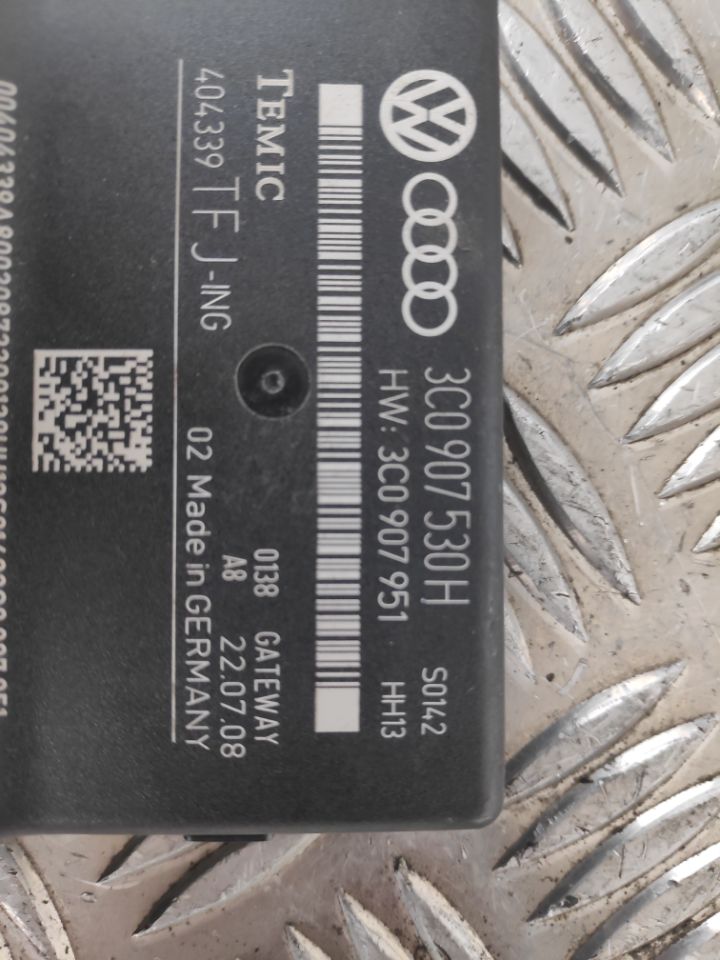 3C0 907 530H S0142
HW: 3C0 907 951 HH13
TEMIC 0138 GATEWAY
A8 22.07.08
404339 TFJ-ING 02 Made in GERMANY